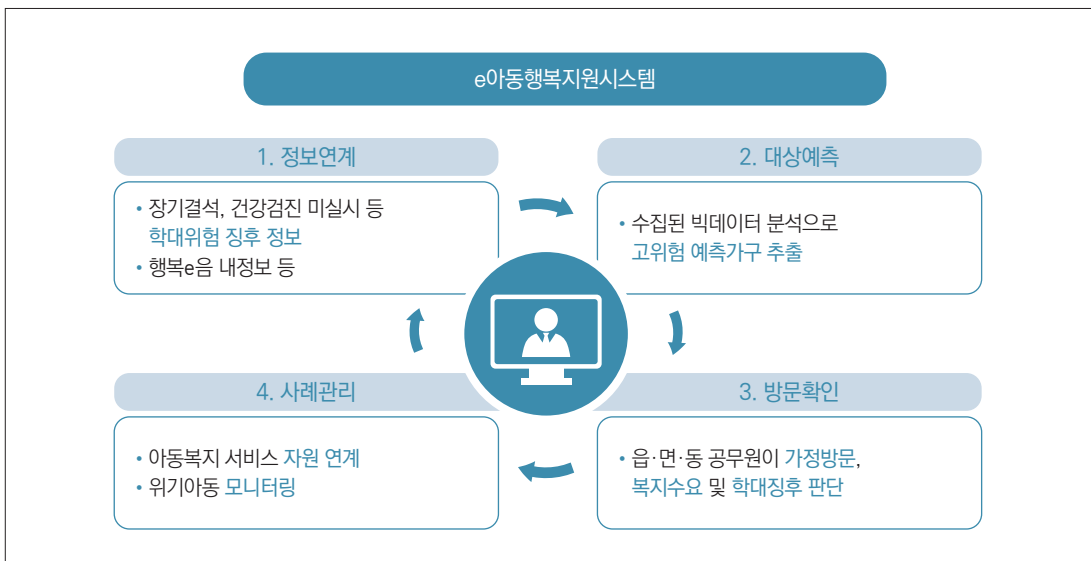 e아동행복지원시스템
1. 정보연계
• 장기결석, 건강검진 미실시 등
학대위험 징후 정보
• 행복e음 내정보 등
2. 대상예측
• 수집된 빅데이터 분석으로
고위험 예측가구 추출
3. 방문확인
• 읍·면·동 공무원이 가정방문,
복지수요 및 학대징후 판단
4. 사례관리
• 아동복지 서비스 자원 연계
• 위기아동 모니터링